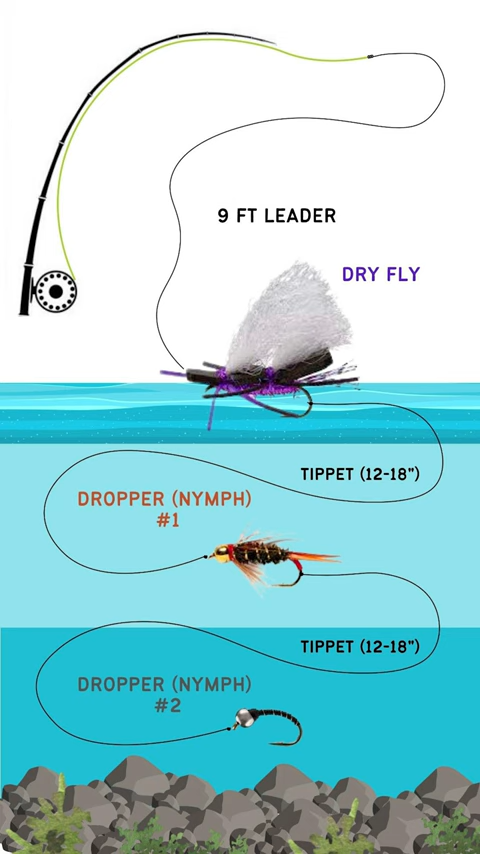 9 FT LEADER
DRY FLY
TIPPET (12-18”)
DROPPER (NYMPH)
#1
TIPPET (12-18”)
DROPPER (NYMPH)
#2